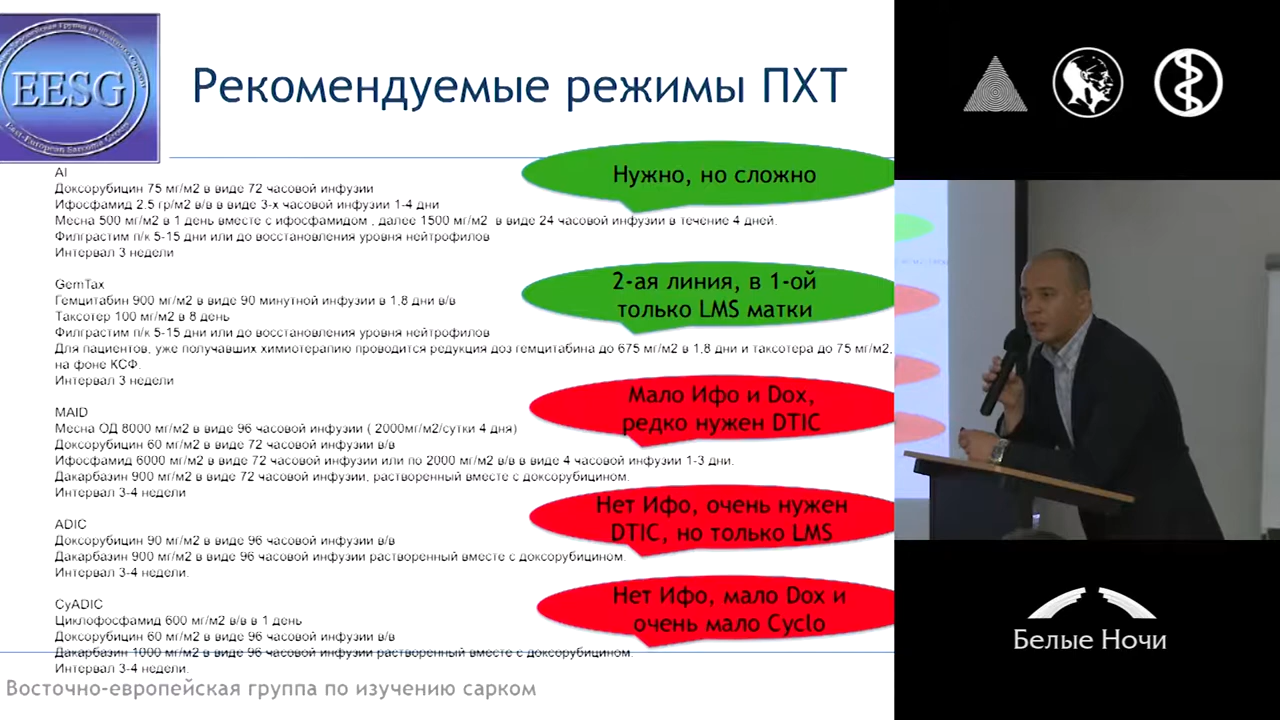 EESG
East-European Sarcoma Group
Рекомендуемые режимы ПХТ
AI
Доксорубицин 75 мг/м2 в виде 72 часовой инфузии
Ифосфамид 2.5 гр/м2 в/в в виде 3-х часовой инфузии 1-4 дни
Месна 500 мг/м2 в 1 день вместе с ифосфамидом , далее 1500 мг/м2 в виде 24 часовой инфузии в течение 4 дней.
Филграстим п/к 5-15 дни или до восстановления уровня нейтрофилов
Интервал 3 недели
Нужно, но сложно
GemTax
Гемцитабин 900 мг/м2 в виде 90 минутной инфузии в 1,8 дни в/в
Таксотер 100 мг/м2 в 8 день
Филграстим п/к 5-15 дни или до восстановления уровня нейтрофилов
Для пациентов, уже получавших химиотерапию проводится редукция доз гемцитабина до 675 мг/м2 в 1,8 дни и таксотера до 75 мг/м2,
на фоне КСФ.
Интервал 3 недели
2-ая линия, в 1-ой
только LMS матки
MAID
Месна ОД 8000 мг/м2 в виде 96 часовой инфузии ( 2000мг/м2/сутки 4 дня)
Доксорубицин 60 мг/м2 в виде 72 часовой инфузии в/в
Ифосфамид 6000 мг/м2 в виде 72 часовой инфузии или по 2000 мг/м2 в/в в виде 4 часовой инфузии 1-3 дни.
Дакарбазин 900 мг/м2 в виде 72 часовой инфузии, растворенный вместе с доксорубицином.
Интервал 3-4 недели
Мало Ифо и Dox,
редко нужен DTIC
ADIC
Доксорубицин 90 мг/м2 в виде 96 часовой инфузии в/в
Дакарбазин 900 мг/м2 в виде 96 часовой инфузии растворенный вместе с доксорубицином.
Интервал 3-4 недели.
Нет Ифо, очень нужен
DTIC, но только LMS
CyADIC
Циклофосфамид 600 мг/м2 в/в в 1 день
Доксорубицин 60 мг/м2 в виде 96 часовой инфузии в/в
Дакарбазин 1000 мг/м2 в виде 96 часовой инфузии растворенный вместе с доксорубицином.
Интервал 3-4 недели.
Нет Ифо, мало Dox и
очень мало Cyclo
Восточно-европейская группа по изучению сарком
Белые Ночи